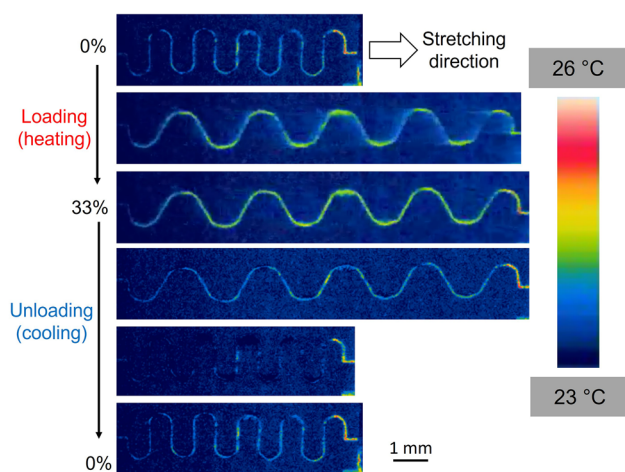 0%
Stretching
direction
26 °C
Loading
(heating)
33%
Unloading
(cooling)
23 °C
0%
1 mm